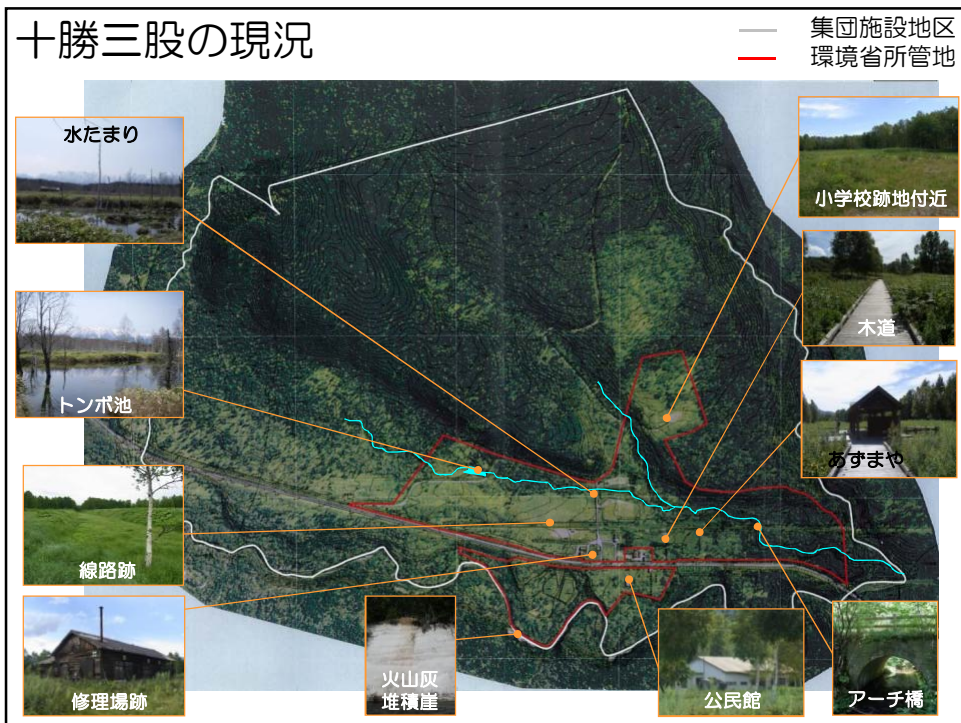 十勝三股の現況
集団施設地区
環境省所管地
水たまり
小学校跡地付近
木道
トンボ池
あずまや
線路跡
修理場跡
火山灰
堆積崖
公民館
アーチ橋